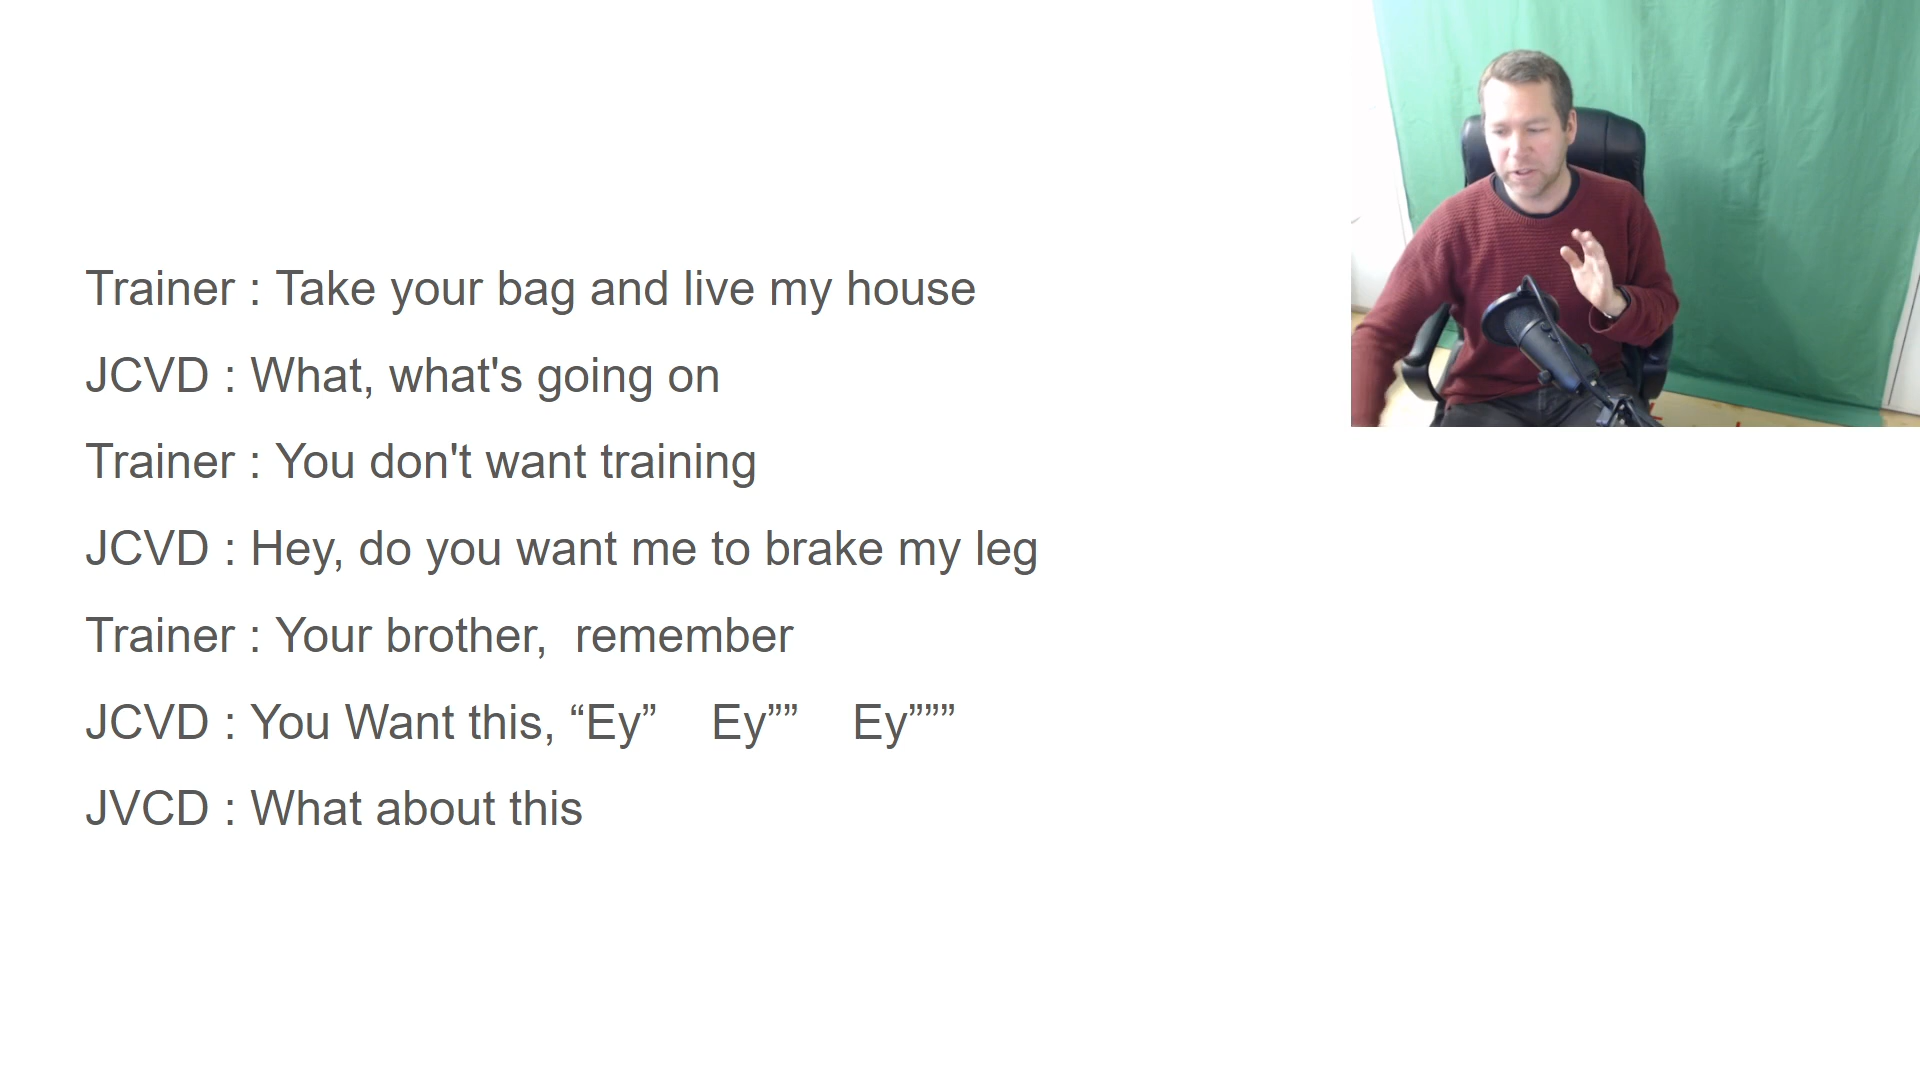 Trainer : Take your bag and live my house
JCVD : What, what's going on
Trainer : You don't want training
JCVD : Hey, do you want me to brake my leg
Trainer : Your brother,  remember
JCVD : You Want this, “Ey”    Ey””    Ey”””
JVCD : What about this